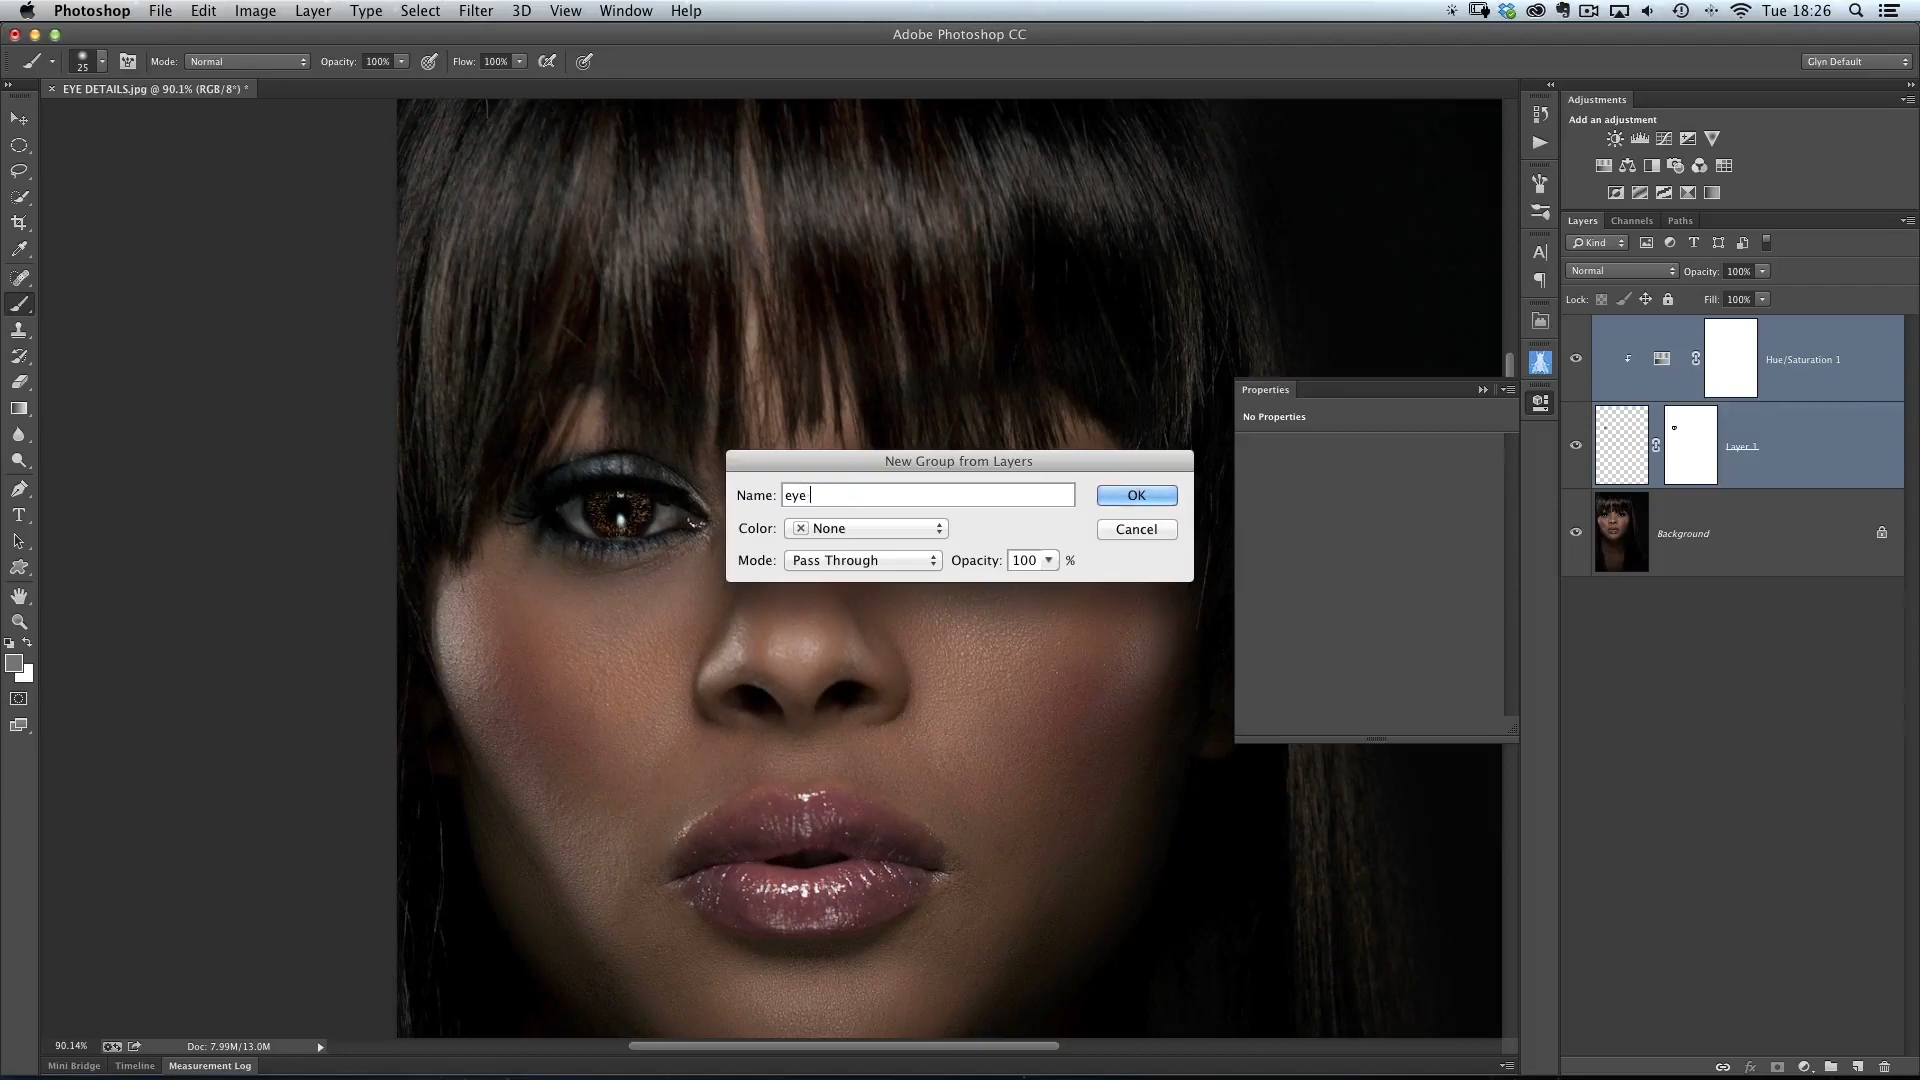 Photoshop File Edit Image Layer Type Select Filter 3D View Window Help Tue 18:26
Adobe Photoshop CC
25 Mode: Normal Opacity: 100% Flow: 100% Glyn Default
× EYE DETAILS.jpg @ 90.1% (RGB/8*) *
Adjustments
Add an adjustment
Layers Channels Paths
Kind
Normal Opacity: 100%
Lock: Fill: 100%
Hue/Saturation 1
Layer 1
Background
Properties
No Properties
New Group from Layers
Name: eye
OK
Color: None
Cancel
Mode: Pass Through Opacity: 100 %
90.14% Doc: 7.99M/13.0M
Mini Bridge Timeline Measurement Log
fx